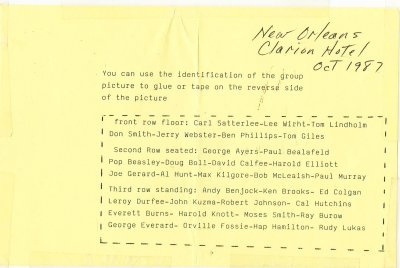 New Orleans
Clarion Hotel
Oct 1987
You can use the identification of the group
picture to glue or tape on the reverse side
of the picture
front row floor: Carl Satterlee-Lee Wirht-Tom Lindholm
Don Smith-Jerry Webster-Ben Phillips-Tom Giles
Second Row seated: George Ayers-Paul Bealafeld
Pop Beasley-Doug Boll-David Calfee-Harold Elliott
Joe Gerard-Al Hunt-Max Kilgore-Bob McLeaish-Paul Murray
Third row standing: Andy Benjock-Ken Brooks- Ed Colgan
Leroy Durfee-John Kuzma-Robert Johnson- Cal Hutchins
Everett Burns- Harold Knott- Moses Smith-Ray Burow
George Everard- Orville Fossie-Hap Hamilton- Rudy Lukas